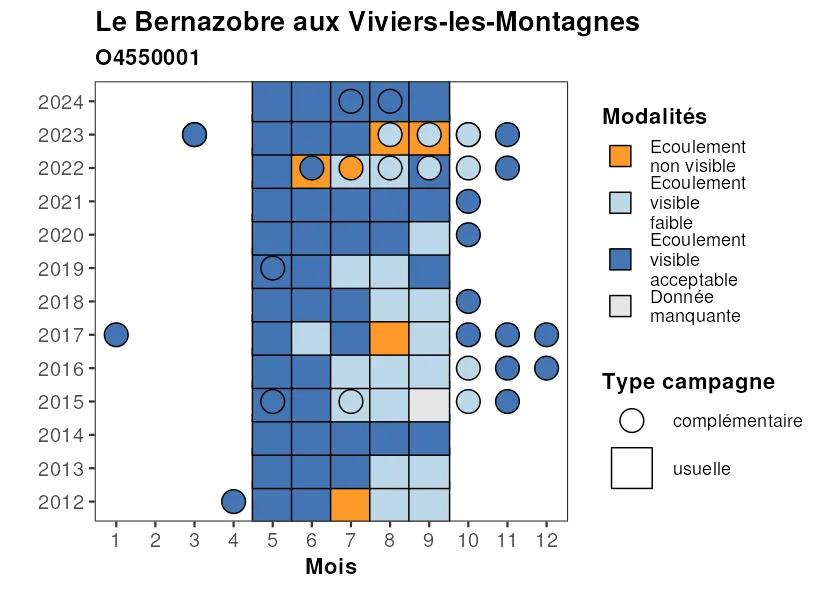 Le Bernazobre aux Viviers-les-Montagnes
O4550001
2024
2023
2022
2021
2020
2019
2018
2017
2016
2015
2014
2013
2012
1 2 3 4 5 6 7 8 9 10 11 12
Mois
Modalités
Ecoulement
non visible
Ecoulement
visible
faible
Ecoulement
visible
acceptable
Donnée
manquante
Type campagne
complémentaire
usuelle